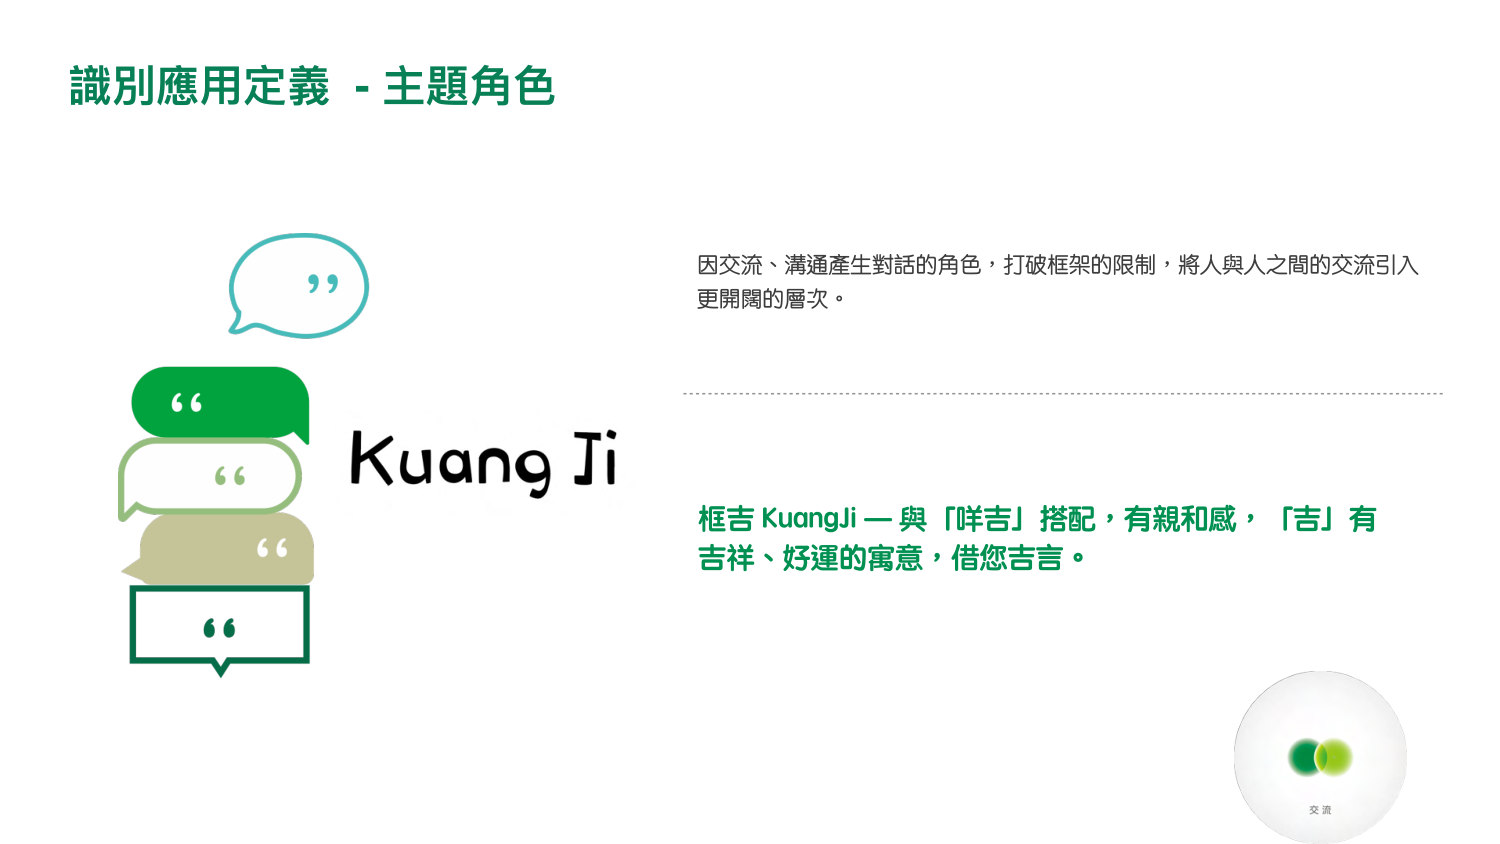 識別應用定義 - 主題角色
”
“
“
“
“
Kuang Ji
因交流、溝通產生對話的角色，打破框架的限制，將人與人之間的交流引入
更開闊的層次。
框吉 KuangJi — 與「咩吉」搭配，有親和感，「吉」有
吉祥、好運的寓意，借您吉言。
交流